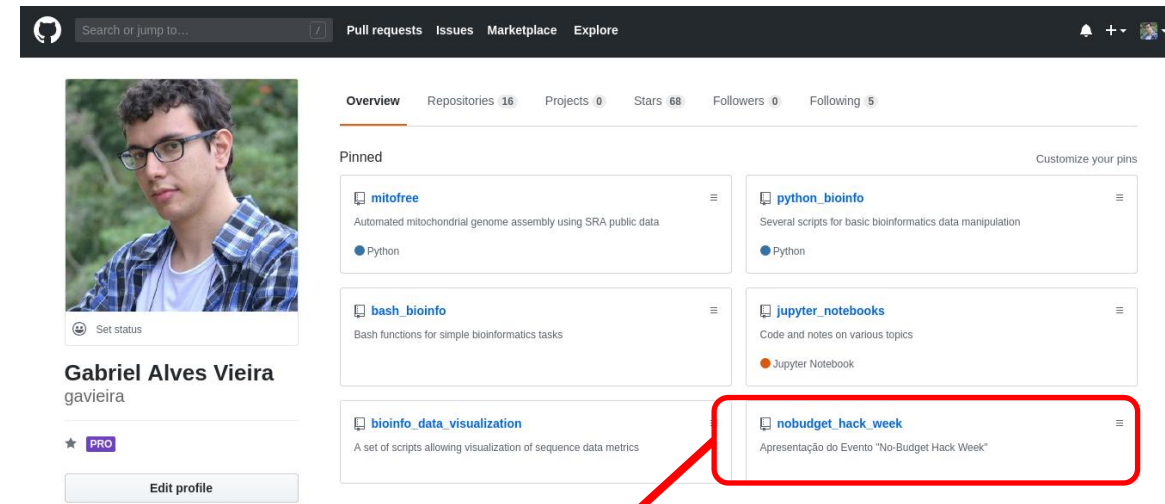 Search or jump to...
/
Pull requests Issues Marketplace Explore
Overview Repositories 16 Projects 0 Stars 68 Followers 0 Following 5
Pinned
Customize your pins
mitofree
Automated mitochondrial genome assembly using SRA public data
Python
python_bioinfo
Several scripts for basic bioinformatics data manipulation
Python
bash_bioinfo
Bash functions for simple bioinformatics tasks
jupyter_notebooks
Code and notes on various topics
Jupyter Notebook
bioinfo_data_visualization
A set of scripts allowing visualization of sequence data metrics
nobudget_hack_week
Apresentação do Evento "No-Budget Hack Week"
Set status
Gabriel Alves Vieira
gavieira
PRO
Edit profile